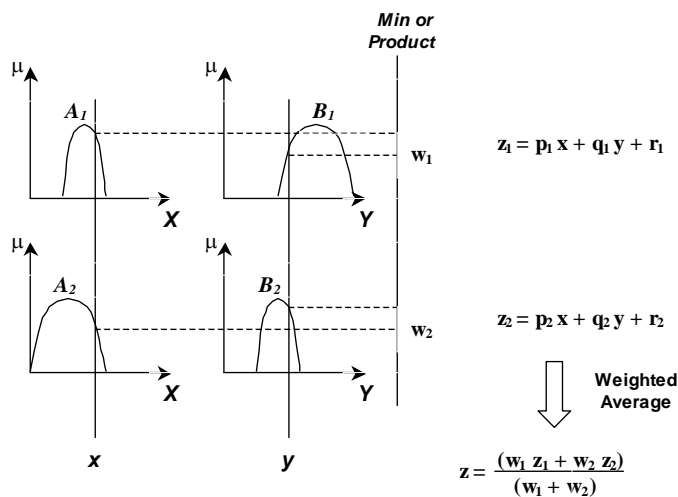 Min or
Product
μ
μ
A₁
B₁
w₁
z₁ = p₁ x + q₁ y + r₁
X
Y
μ
μ
A₂
B₂
w₂
z₂ = p₂ x + q₂ y + r₂
X
Y
Weighted
Average
x
y
z = (w₁ z₁ + w₂ z₂)
(w₁ + w₂)